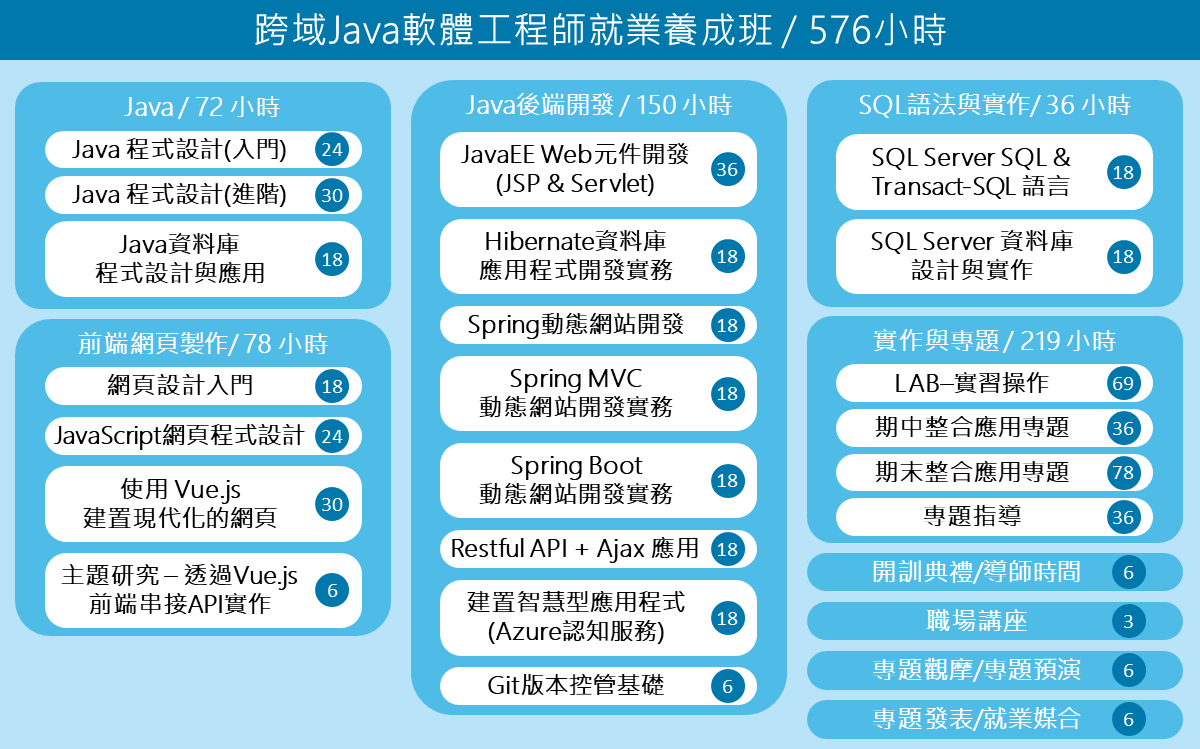 跨域Java軟體工程師就業養成班 / 576小時
Java / 72 小時
Java 程式設計(入門) 24
Java 程式設計(進階) 30
Java資料庫
程式設計與應用
18
前端網頁製作/ 78 小時
網頁設計入門 18
JavaScript網頁程式設計 24
使用 Vue.js
建置現代化的網頁
30
主題研究 – 透過Vue.js
前端串接API實作
6
Java後端開發 / 150 小時
JavaEE Web元件開發
(JSP & Servlet)
36
Hibernate資料庫
應用程式開發實務
18
Spring動態網站開發 18
Spring MVC
動態網站開發實務
18
Spring Boot
動態網站開發實務
18
Restful API + Ajax 應用 18
建置智慧型應用程式
(Azure認知服務)
18
Git版本控管基礎 6
SQL語法與實作/ 36 小時
SQL Server SQL &
Transact-SQL 語言
18
SQL Server 資料庫
設計與實作
18
實作與專題 / 219 小時
LAB–實習操作 69
期中整合應用專題 36
期末整合應用專題 78
專題指導 36
開訓典禮/導師時間 6
職場講座 3
專題觀摩/專題預演 6
專題發表/就業媒合 6